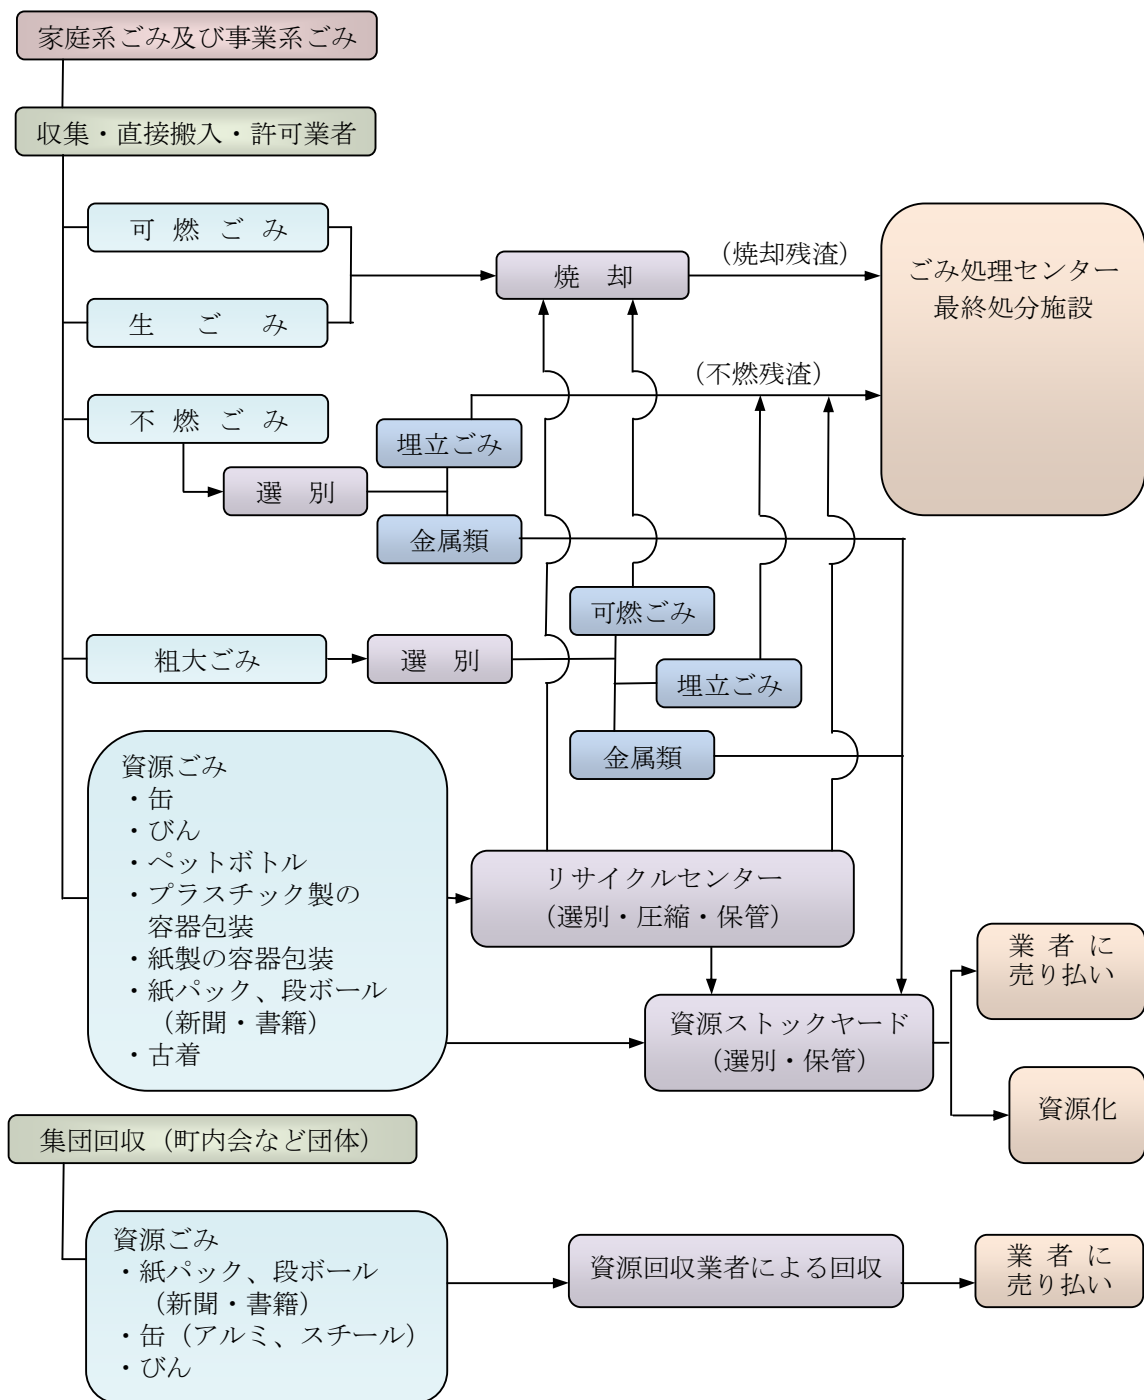 家庭系ごみ及び事業系ごみ
収集・直接搬入・許可業者
可 燃 ご み
生 ご み
不 燃 ご み
選 別
埋立ごみ
金属類
焼 却
（焼却残渣）
（不燃残渣）
ごみ処理センター
最終処分施設
粗大ごみ
選 別
可燃ごみ
埋立ごみ
金属類
資源ごみ
・缶
・びん
・ペットボトル
・プラスチック製の
容器包装
・紙製の容器包装
・紙パック、段ボール
（新聞・書籍）
・古着
リサイクルセンター
（選別・圧縮・保管）
資源ストックヤード
（選別・保管）
業 者 に
売り払い
資源化
集団回収（町内会など団体）
資源ごみ
・紙パック、段ボール
（新聞・書籍）
・缶（アルミ、スチール）
・びん
資源回収業者による回収
業 者 に
売り払い